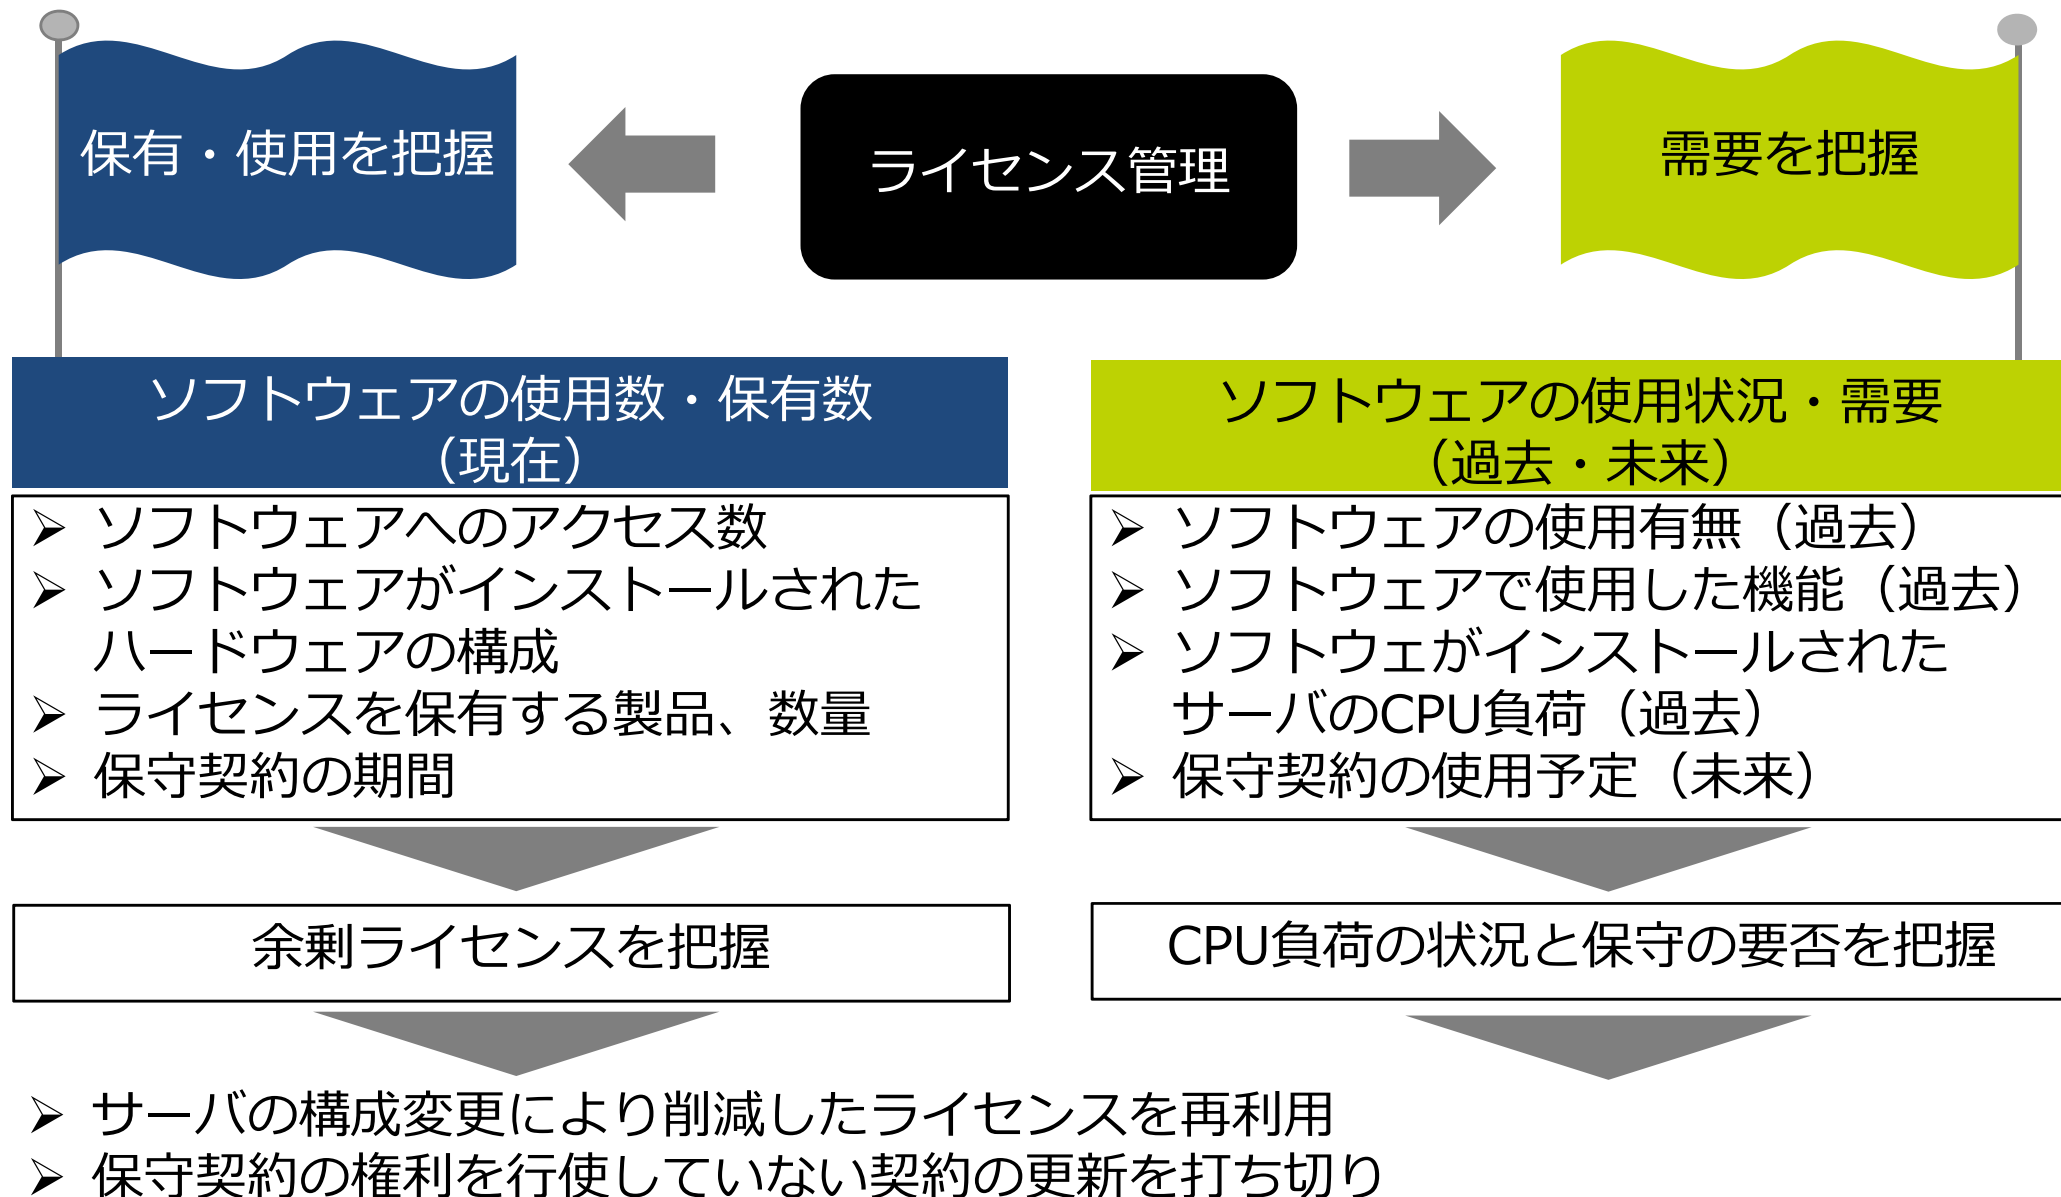 保有・使用を把握
ライセンス管理
需要を把握
ソフトウェアの使用数・保有数
（現在）
➢ ソフトウェアへのアクセス数
➢ ソフトウェアがインストールされた
ハードウェアの構成
➢ ライセンスを保有する製品、数量
➢ 保守契約の期間
余剰ライセンスを把握
ソフトウェアの使用状況・需要
（過去・未来）
➢ ソフトウェアの使用有無（過去）
➢ ソフトウェアで使用した機能（過去）
➢ ソフトウェがインストールされた
サーバのCPU負荷（過去）
➢ 保守契約の使用予定（未来）
CPU負荷の状況と保守の要否を把握
➢ サーバの構成変更により削減したライセンスを再利用
➢ 保守契約の権利を行使していない契約の更新を打ち切り